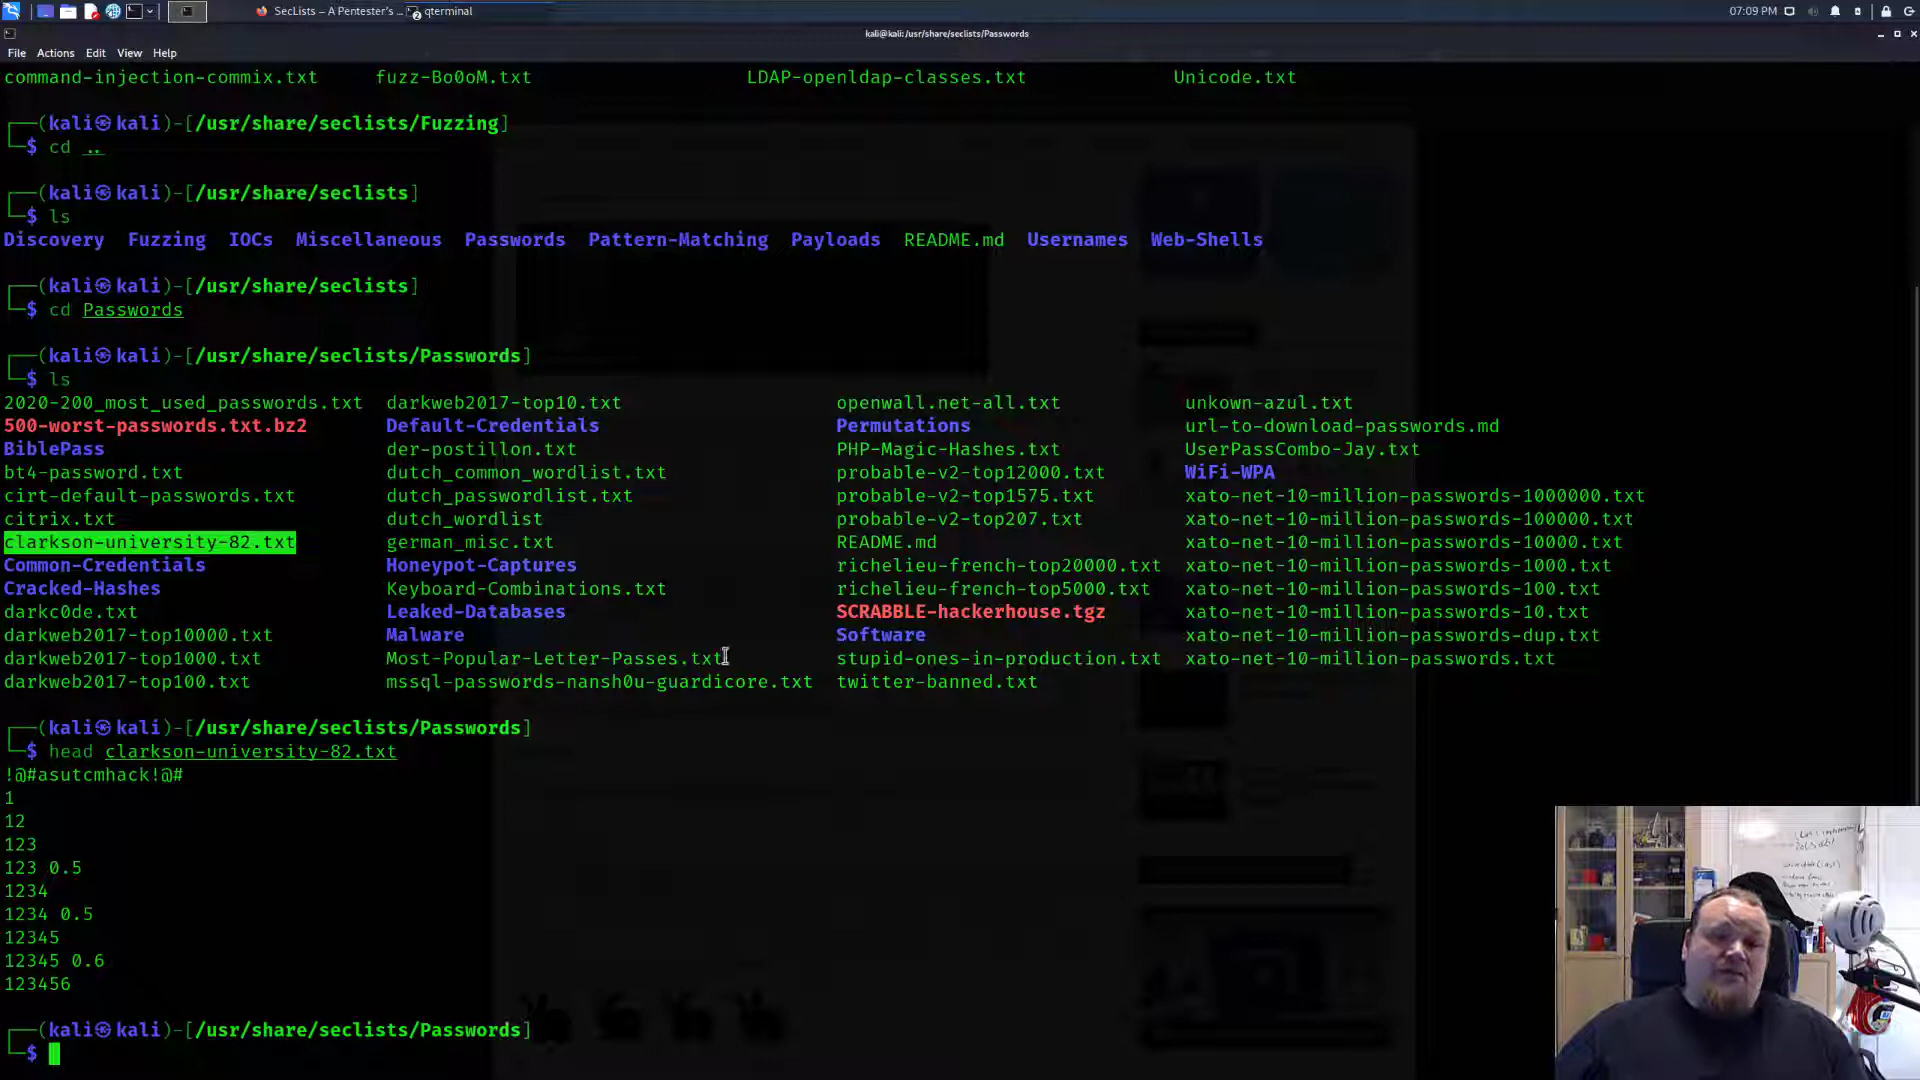 SecLists — A Pentester's ... qterminal 07:09 PM
kali@kali:/usr/share/seclists/Passwords
File Actions Edit View Help
command-injection-commix.txt fuzz-Bo0oM.txt LDAP-openldap-classes.txt Unicode.txt
(kali㉿kali)-[/usr/share/seclists/Fuzzing]
$ cd ..
(kali㉿kali)-[/usr/share/seclists]
$ ls
Discovery Fuzzing IOCs Miscellaneous Passwords Pattern-Matching Payloads README.md Usernames Web-Shells
(kali㉿kali)-[/usr/share/seclists]
$ cd Passwords
(kali㉿kali)-[/usr/share/seclists/Passwords]
$ ls
2020-200_most_used_passwords.txt darkweb2017-top10.txt openwall.net-all.txt unkown-azul.txt
500-worst-passwords.txt.bz2 Default-Credentials Permutations url-to-download-passwords.md
BiblePass der-postillon.txt PHP-Magic-Hashes.txt UserPassCombo-Jay.txt
bt4-password.txt dutch_common_wordlist.txt probable-v2-top12000.txt WiFi-WPA
cirt-default-passwords.txt dutch_passwordlist.txt probable-v2-top1575.txt xato-net-10-million-passwords-1000000.txt
citrix.txt dutch_wordlist probable-v2-top207.txt xato-net-10-million-passwords-100000.txt
clarkson-university-82.txt german_misc.txt README.md xato-net-10-million-passwords-10000.txt
Common-Credentials Honeypot-Captures richelieu-french-top20000.txt xato-net-10-million-passwords-1000.txt
Cracked-Hashes Keyboard-Combinations.txt richelieu-french-top5000.txt xato-net-10-million-passwords-100.txt
darkc0de.txt Leaked-Databases SCRABBLE-hackerhouse.tgz xato-net-10-million-passwords-10.txt
darkweb2017-top10000.txt Malware Software xato-net-10-million-passwords-dup.txt
darkweb2017-top1000.txt Most-Popular-Letter-Passes.txt stupid-ones-in-production.txt xato-net-10-million-passwords.txt
darkweb2017-top100.txt mssql-passwords-nansh0u-guardicore.txt twitter-banned.txt
(kali㉿kali)-[/usr/share/seclists/Passwords]
$ head clarkson-university-82.txt
!@#asutcmhack!@#
1
12
123
123 0.5
1234
1234 0.5
12345
12345 0.6
123456
(kali㉿kali)-[/usr/share/seclists/Passwords]
$